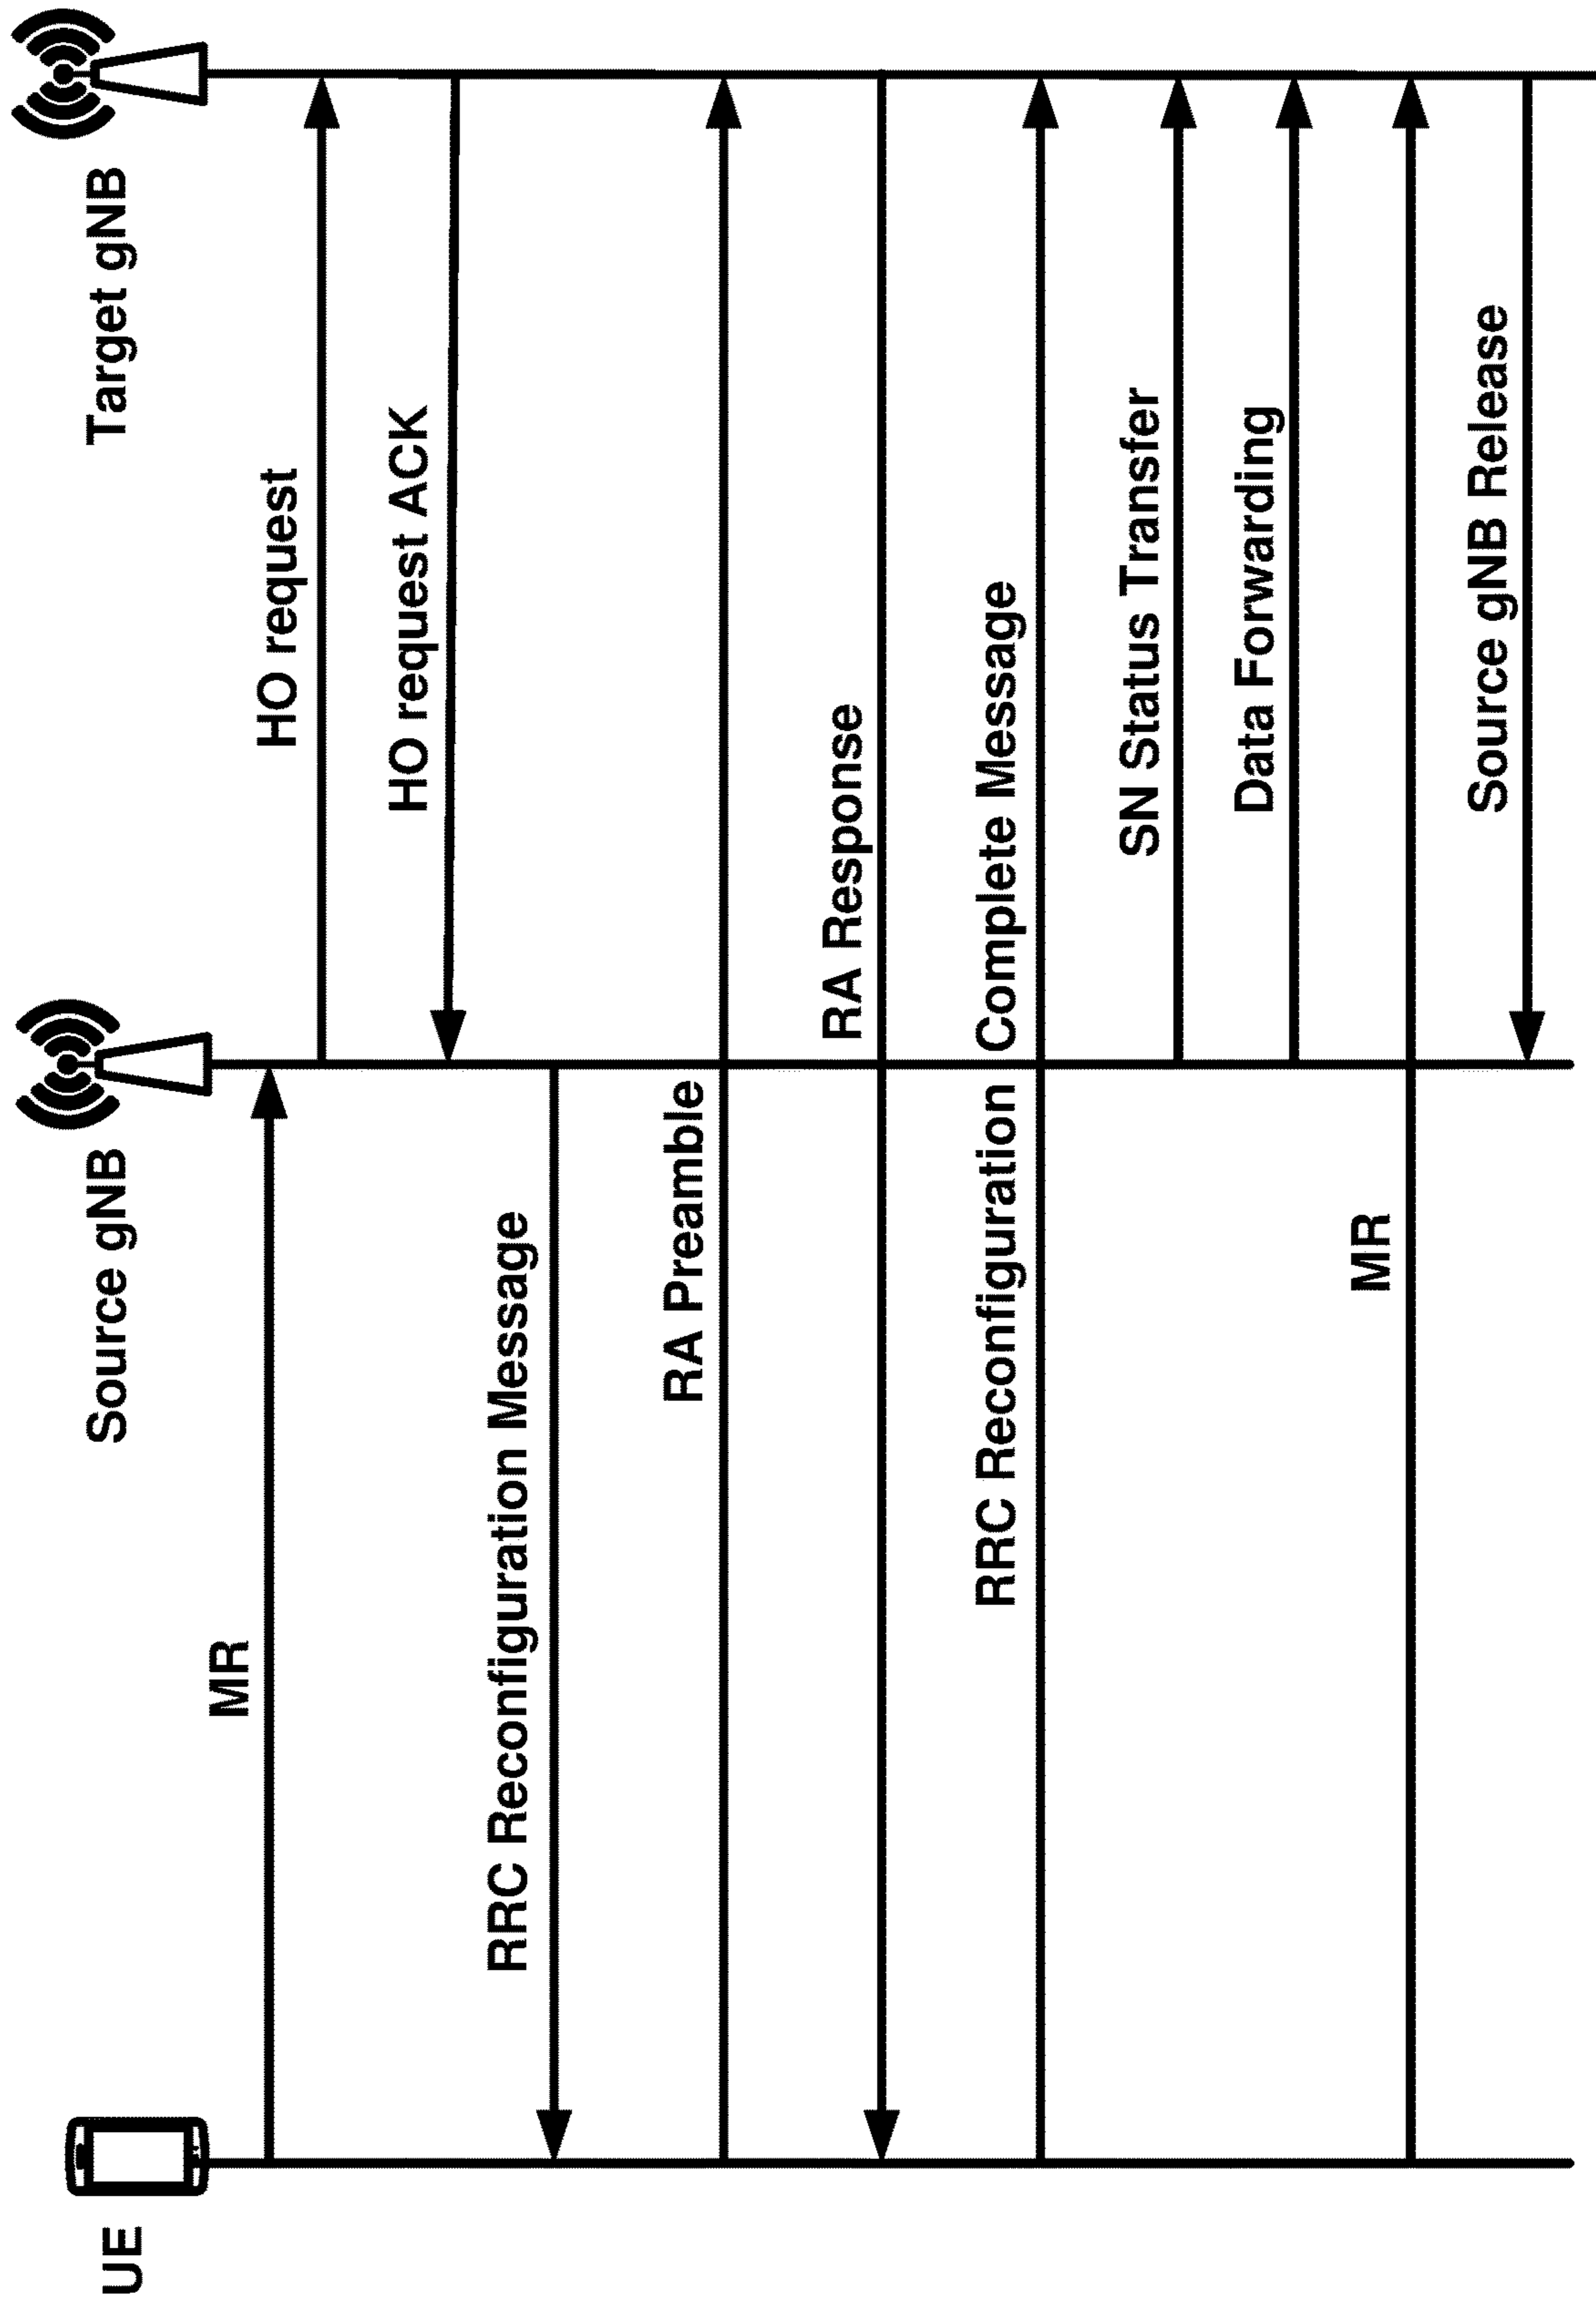 UE
Source gNB
Target gNB
MR
HO request
HO request ACK
RRC Reconfiguration Message
RA Preamble
RA Response
RRC Reconfiguration Complete Message
SN Status Transfer
Data Forwarding
MR
Source gNB Release